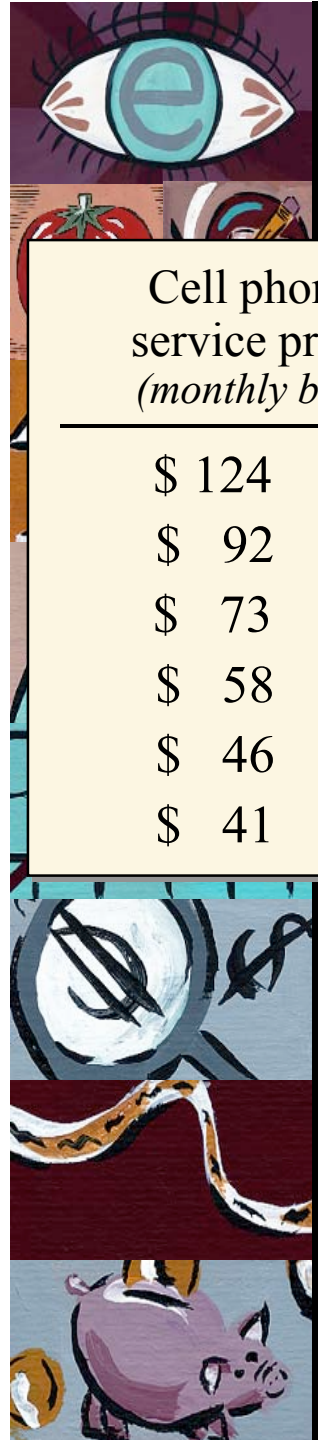 e
Cell phon
service pr
(monthly b
$ 124
$ 92
$ 73
$ 58
$ 46
$ 41
$ $